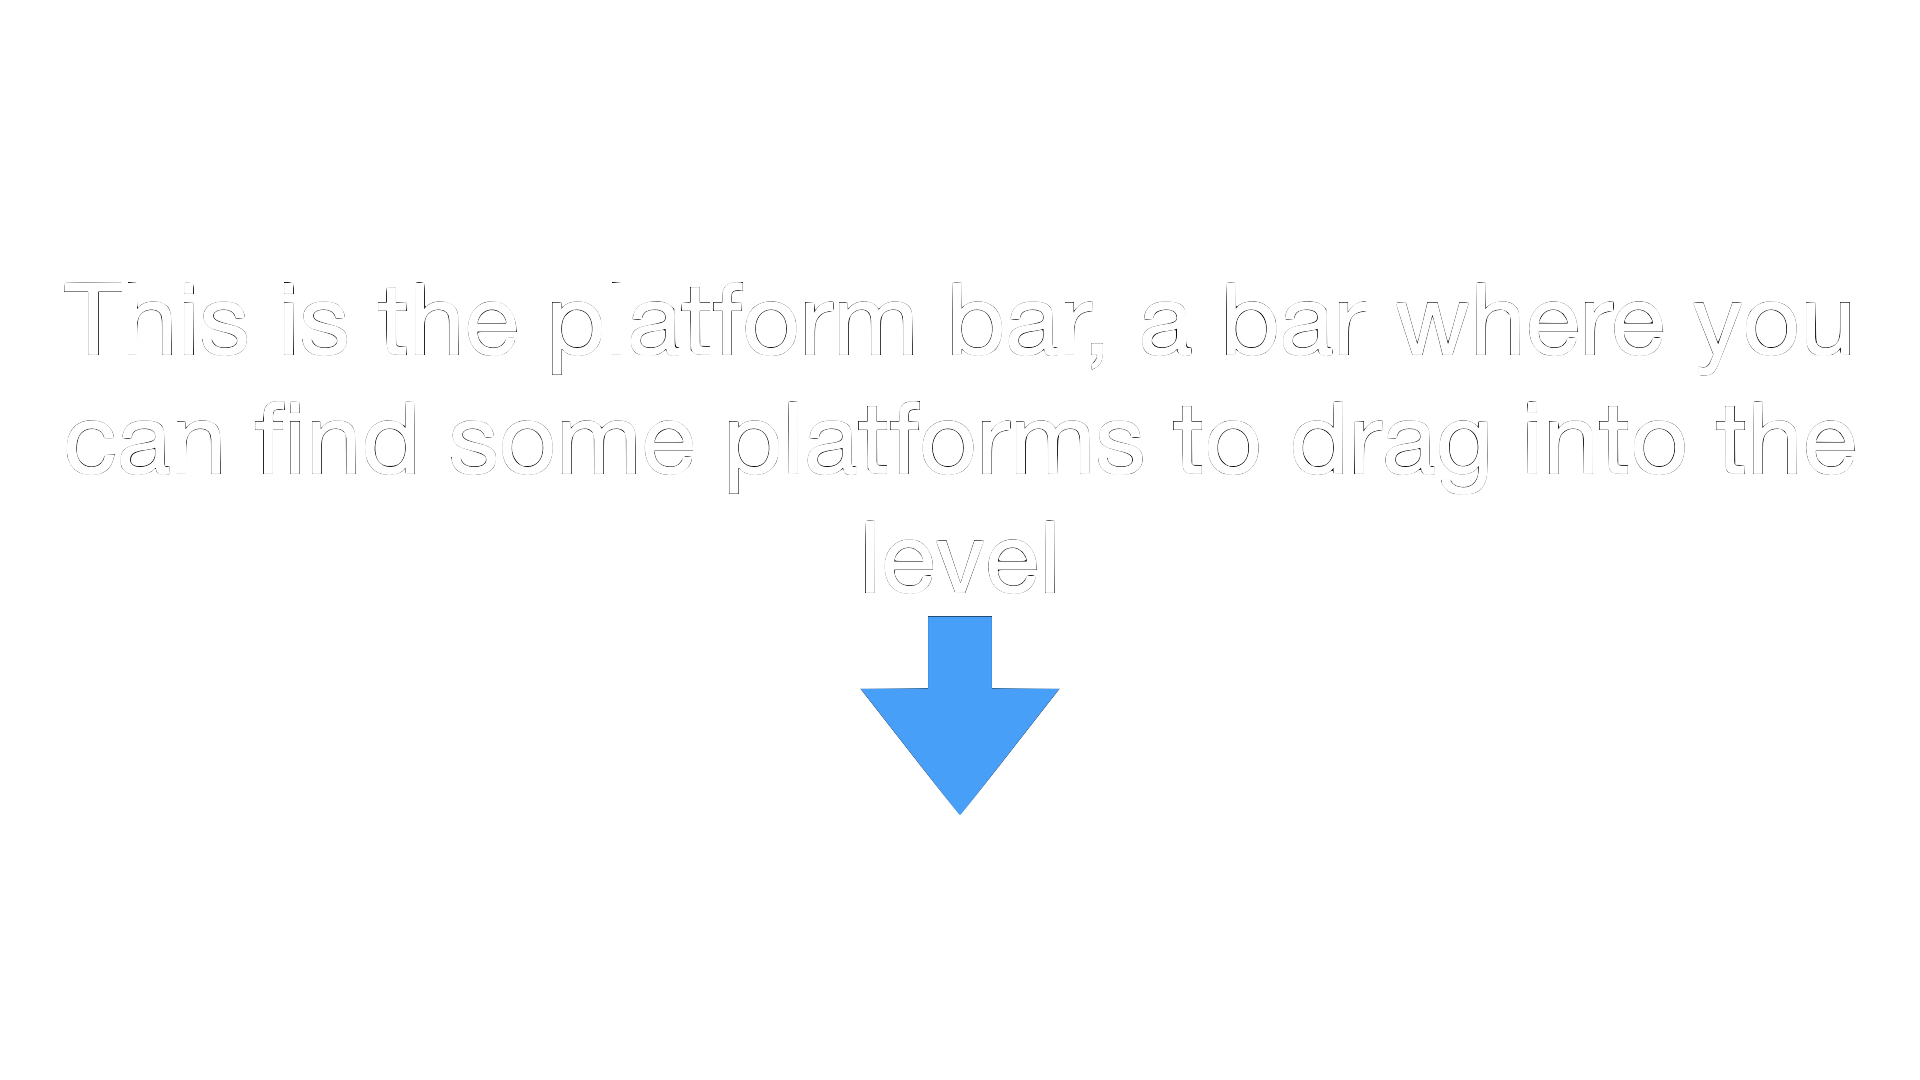 This is the platform bar, a bar where you
can find some platforms to drag into the
level